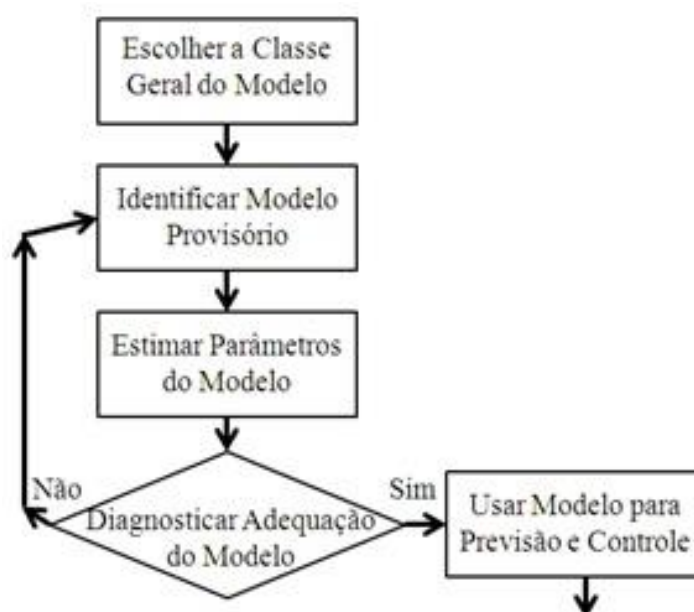 Escolher a Classe
Geral do Modelo
Identificar Modelo
Provisório
Estimar Parâmetros
do Modelo
Não
Diagnosticar Adequação
do Modelo
Sim
Usar Modelo para
Previsão e Controle